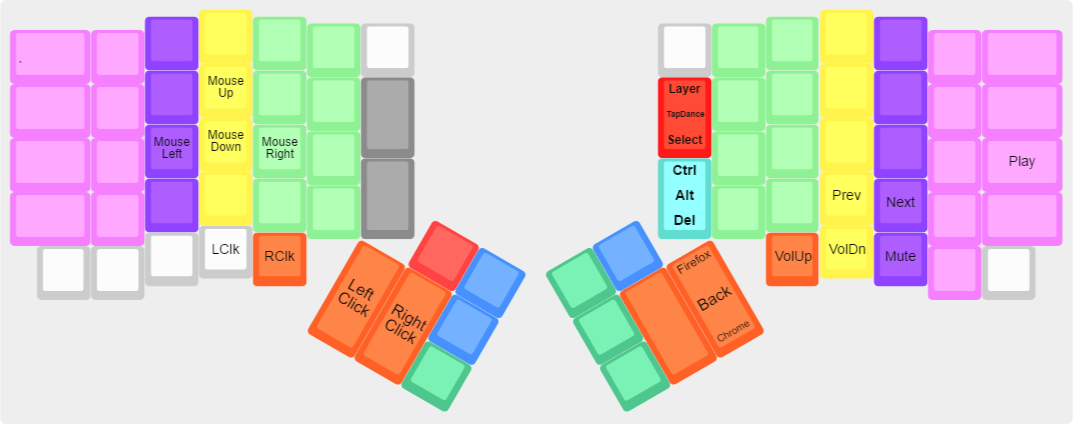 .
Mouse
Up
Mouse
Left
Mouse
Down
Mouse
Right
LClk
RClk
Left
Click
Right
Click
Layer
TapDance
Select
Ctrl
Alt
Del
Play
Prev
Next
VolUp
VolDn
Mute
Firefox
Back
Chrome